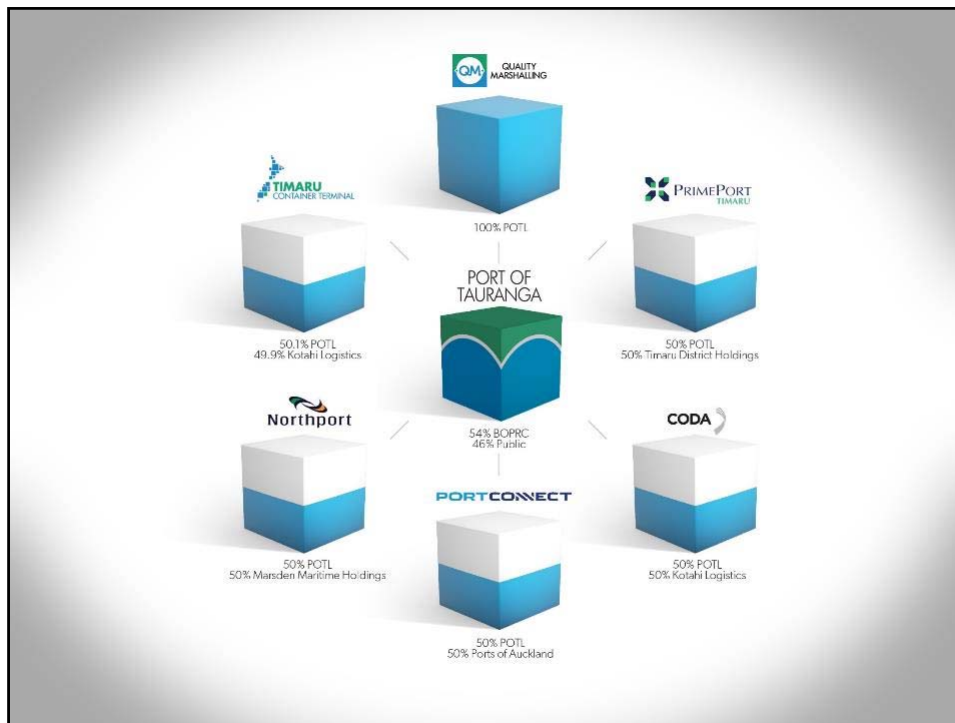 QM
QUALITY
MARSHALLING
100% POTL
TIMARU
CONTAINER TERMINAL
50.1% POTL
49.9% Kotahi Logistics
PRIMEPORT
TIMARU
50% POTL
50% Timaru District Holdings
PORT OF
TAURANGA
54% BOPRC
46% Public
Northport
50% POTL
50% Marsden Maritime Holdings
CODA
50% POTL
50% Kotahi Logistics
PORTCONNECT
50% POTL
50% Ports of Auckland